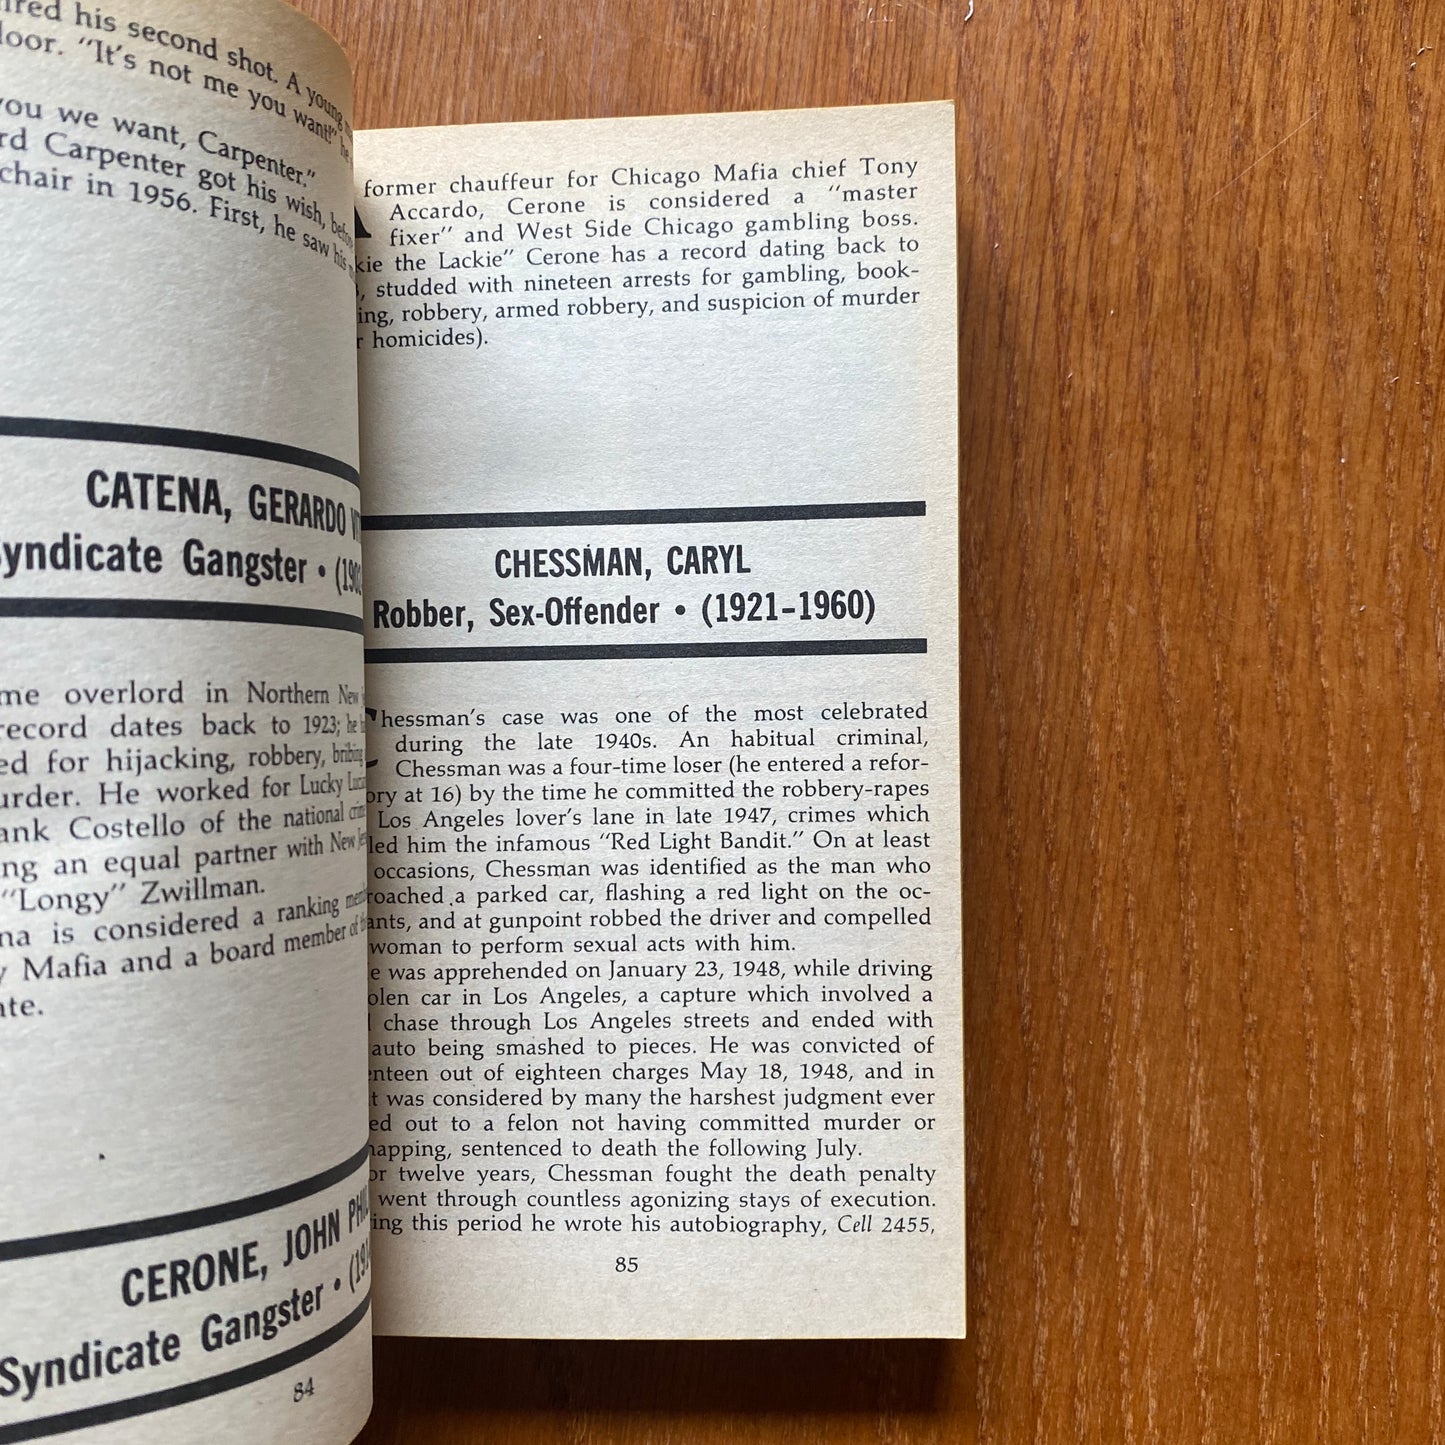 ired his second shot. A young
loor. "It's not me you want!" he
you we want, Carpenter."
rd Carpenter got his wish, before
chair in 1956. First, he saw his
CATENA, GERARDO VIT
Syndicate Gangster • (190
me overlord in Northern New
record dates back to 1923; he
ed for hijacking, robbery, bribing
urder. He worked for Lucky Luci
ank Costello of the national crim
ng an equal partner with New Je
"Longy" Zwillman.
na is considered a ranking mem
y Mafia and a board member of the
ate.
CERONE, JOHN PHIL
Syndicate Gangster • (191
84
former chauffeur for Chicago Mafia chief Tony
Accardo, Cerone is considered a "master
fixer" and West Side Chicago gambling boss.
kie the Lackie" Cerone has a record dating back to
, studded with nineteen arrests for gambling, book-
ing, robbery, armed robbery, and suspicion of murder
r homicides).
CHESSMAN, CARYL
Robber, Sex-Offender • (1921–1960)
Chessman's case was one of the most celebrated
during the late 1940s. An habitual criminal,
Chessman was a four-time loser (he entered a refor-
ory at 16) by the time he committed the robbery-rapes
Los Angeles lover's lane in late 1947, crimes which
led him the infamous "Red Light Bandit." On at least
occasions, Chessman was identified as the man who
roached a parked car, flashing a red light on the oc-
ants, and at gunpoint robbed the driver and compelled
woman to perform sexual acts with him.
e was apprehended on January 23, 1948, while driving
olen car in Los Angeles, a capture which involved a
l chase through Los Angeles streets and ended with
auto being smashed to pieces. He was convicted of
enteen out of eighteen charges May 18, 1948, and in
t was considered by many the harshest judgment ever
ed out to a felon not having committed murder or
napping, sentenced to death the following July.
or twelve years, Chessman fought the death penalty
went through countless agonizing stays of execution.
ing this period he wrote his autobiography, Cell 2455,
85